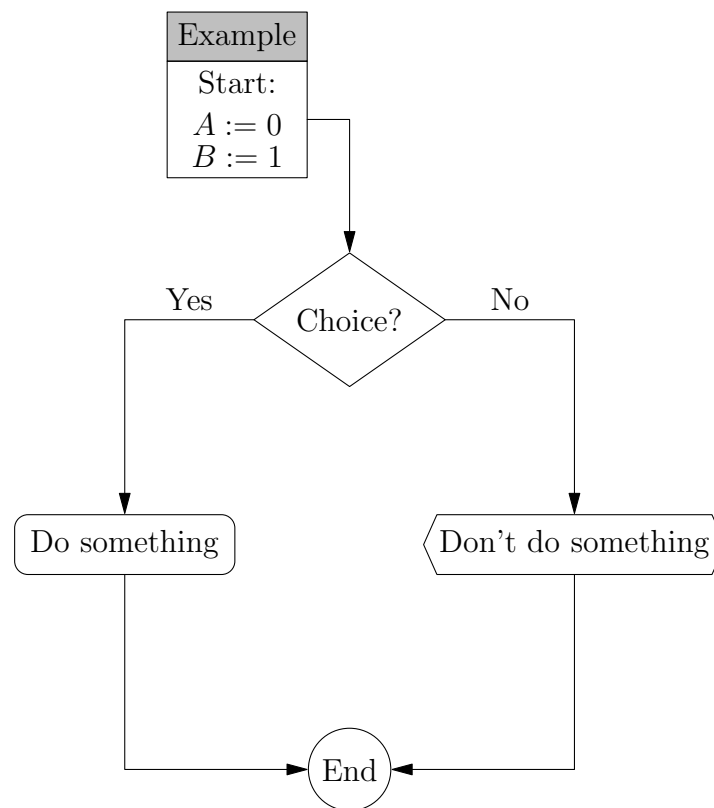 Example
Start:
A := 0
B := 1
Yes
No
Choice?
Do something
Don't do something
End